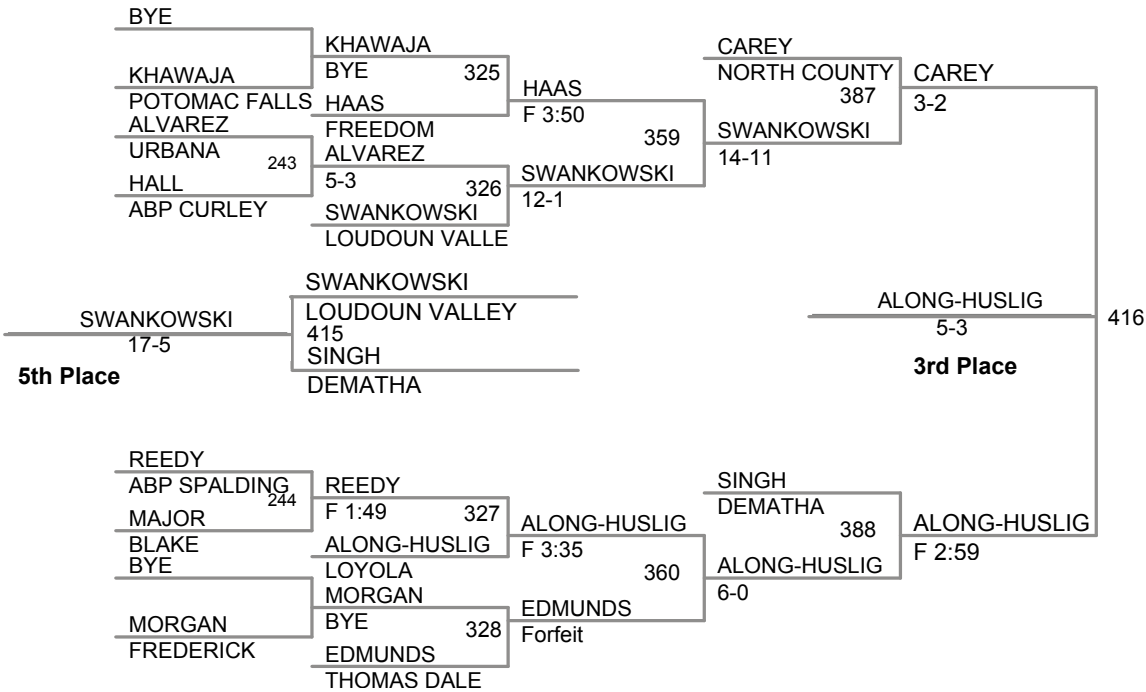 BYE
KHAWAJA
CAREY
KHAWAJA
BYE
325
NORTH COUNTY
CAREY
POTOMAC FALLS
HAAS
HAAS
387
3-2
ALVAREZ
FREEDOM
F 3:50
359
SWANKOWSKI
URBANA
243
ALVAREZ
14-11
HALL
5-3
326
SWANKOWSKI
ABP CURLEY
SWANKOWSKI
12-1
LOUDOUN VALLE
SWANKOWSKI
SWANKOWSKI
LOUDOUN VALLEY
ALONG-HUSLIG
17-5
415
5-3
416
5th Place
SINGH
3rd Place
DEMATHA
REEDY
ABP SPALDING
244
REEDY
SINGH
MAJOR
F 1:49
327
DEMATHA
BLAKE
ALONG-HUSLIG
ALONG-HUSLIG
388
ALONG-HUSLIG
BYE
LOYOLA
F 3:35
360
ALONG-HUSLIG
F 2:59
MORGAN
6-0
MORGAN
BYE
328
EDMUNDS
FREDERICK
EDMUNDS
Forfeit
THOMAS DALE